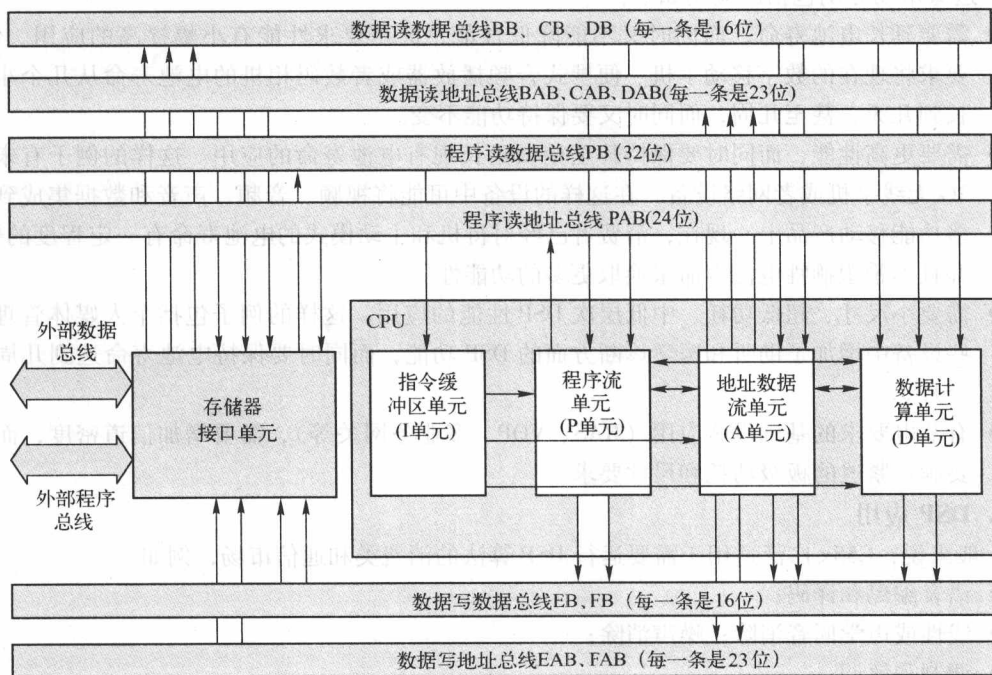 数据读数据总线BB、CB、DB（每一条是16位）
数据读地址总线BAB、CAB、DAB(每一条是23位)
程序读数据总线PB(32位)
程序读地址总线 PAB(24位)
CPU
外部数据
总线
外部程序
总线
存储器
接口单元
指令缓
冲区单元
(I单元)
程序流
单元
(P单元)
地址数据
流单元
(A单元)
数据计
算单元
(D单元)
数据写数据总线EB、FB（每一条是16位）
数据写地址总线EAB、FAB（每一条是23位）